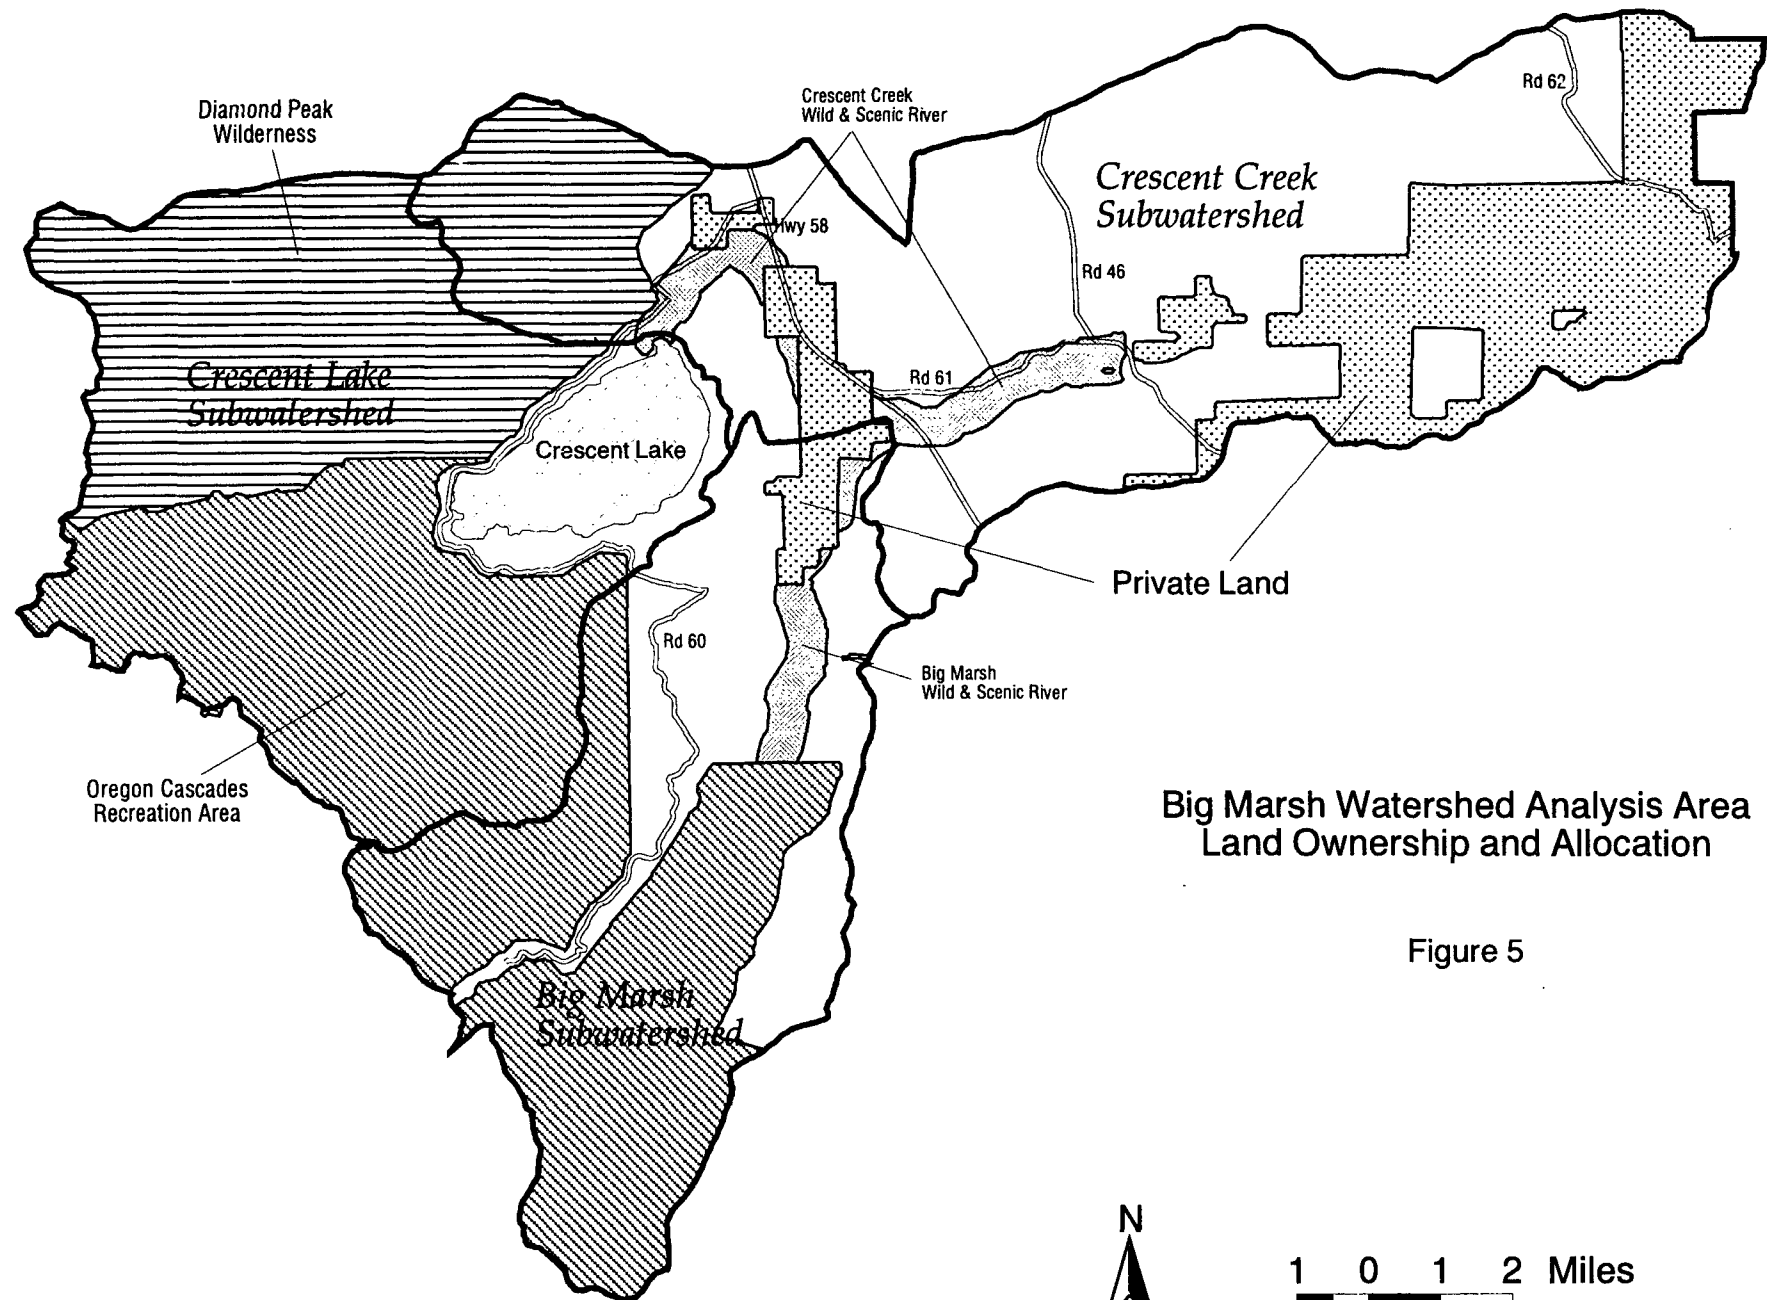 Diamond Peak
Wilderness
Crescent Creek
Wild & Scenic River
Rd 62
Crescent Creek
Subwatershed
Hwy 58
Rd 46
Crescent Lake
Subwatershed
Rd 61
Crescent Lake
Private Land
Rd 60
Big Marsh
Wild & Scenic River
Oregon Cascades
Recreation Area
Big Marsh Watershed Analysis Area
Land Ownership and Allocation
Figure 5
Big Marsh
Subwatershed
N
1 0 1 2 Miles